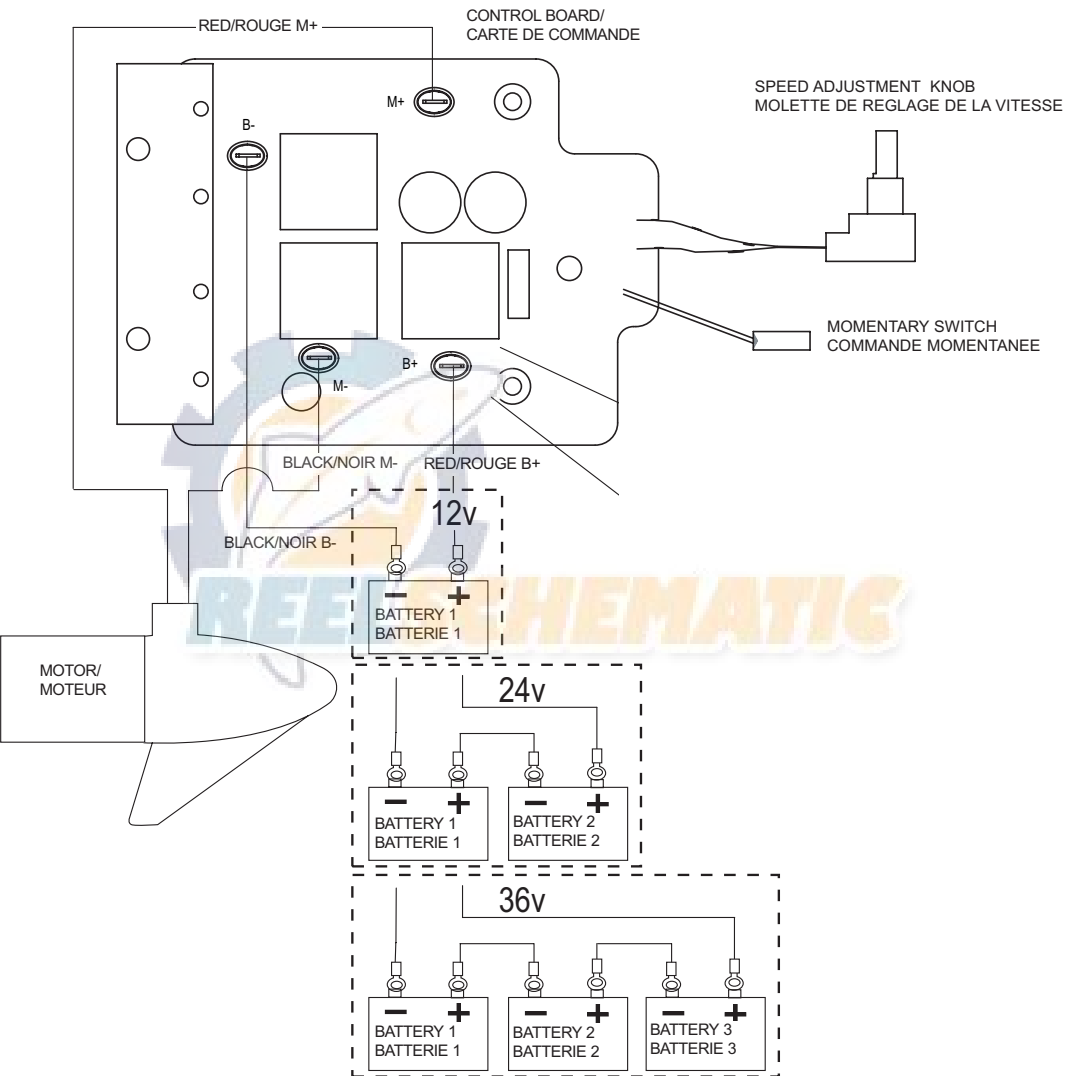 RED/ROUGE M+
CONTROL BOARD/
CARTE DE COMMANDE
SPEED ADJUSTMENT KNOB
MOLETTE DE REGLAGE DE LA VITESSE
M+
B-
MOMENTARY SWITCH
COMMANDE MOMENTANEE
B+
M-
BLACK/NOIR M-
RED/ROUGE B+
12v
BLACK/NOIR B-
REELSCHEMATIC
- +
BATTERY 1
BATTERIE 1
MOTOR/
MOTEUR
24v
- +
BATTERY 1
BATTERIE 1
- +
BATTERY 2
BATTERIE 2
36v
- +
BATTERY 1
BATTERIE 1
- +
BATTERY 2
BATTERIE 2
- +
BATTERY 3
BATTERIE 3